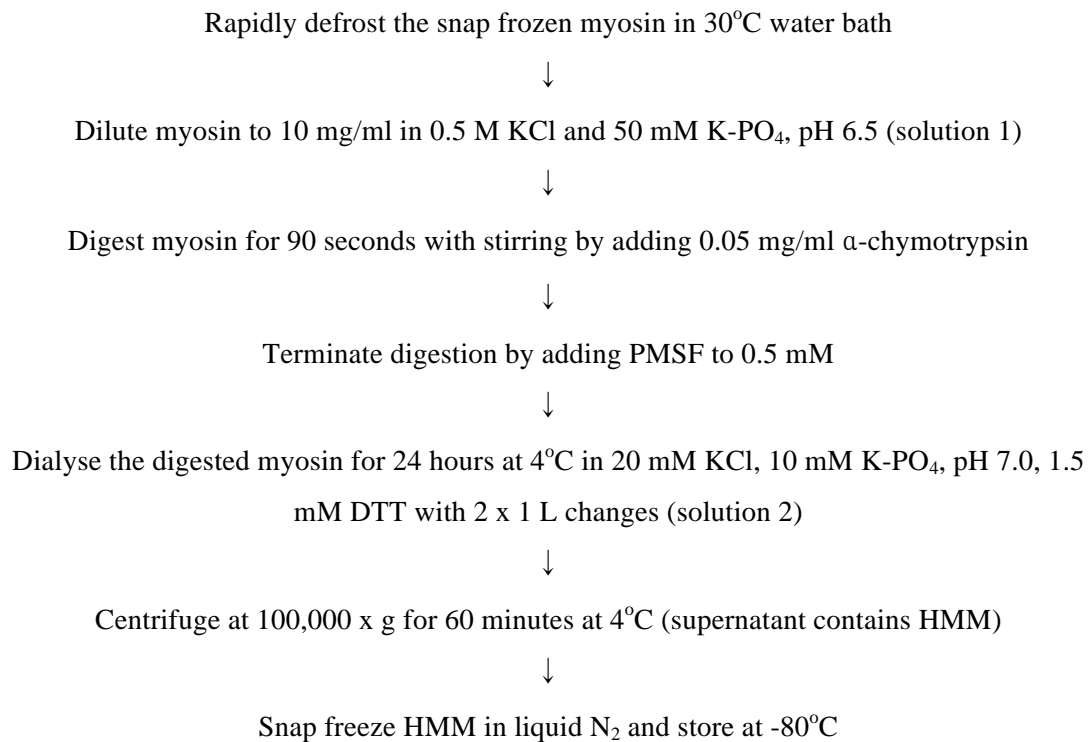 Rapidly defrost the snap frozen myosin in 30°C water bath
↓
Dilute myosin to 10 mg/ml in 0.5 M KCl and 50 mM K-PO₄, pH 6.5 (solution 1)
↓
Digest myosin for 90 seconds with stirring by adding 0.05 mg/ml α-chymotrypsin
↓
Terminate digestion by adding PMSF to 0.5 mM
↓
Dialyse the digested myosin for 24 hours at 4°C in 20 mM KCl, 10 mM K-PO₄, pH 7.0, 1.5
mM DTT with 2 x 1 L changes (solution 2)
↓
Centrifuge at 100,000 x g for 60 minutes at 4°C (supernatant contains HMM)
↓
Snap freeze HMM in liquid N₂ and store at -80°C